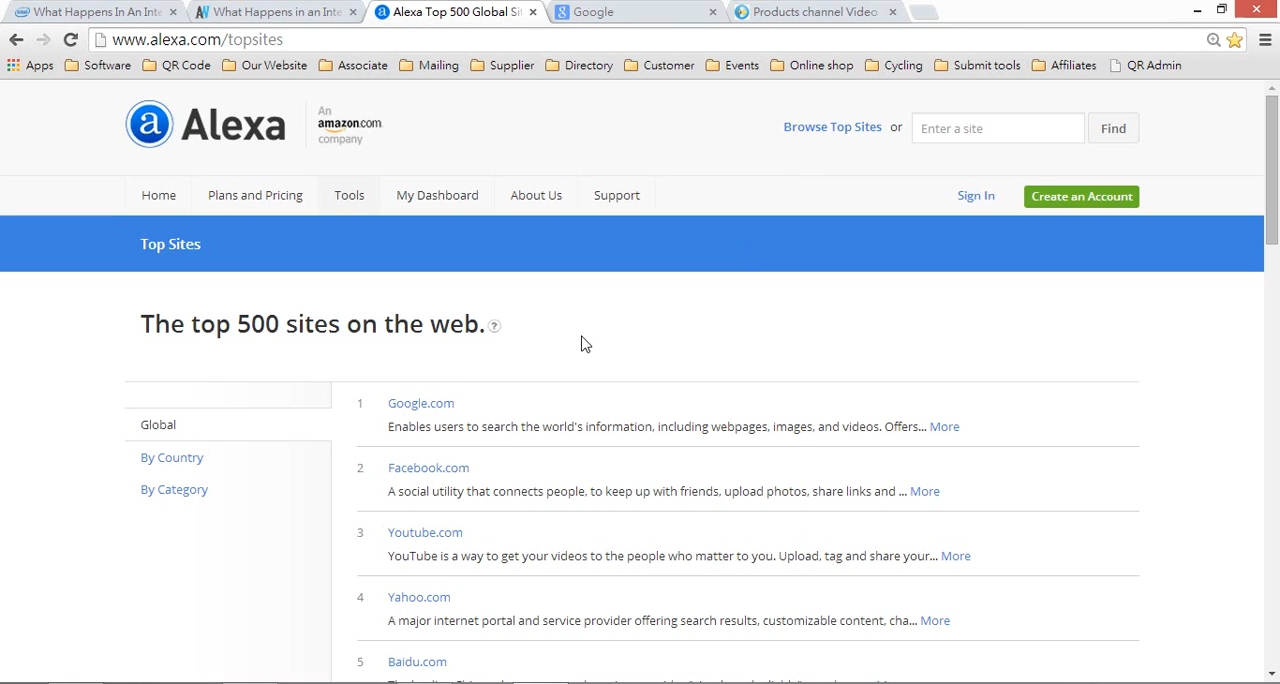 What Happens In An Inte
What Happens in an Inte
Alexa Top 500 Global Si
Google
Products channel Video
www.alexa.com/topsites
Apps Software QR Code Our Website Associate Mailing Supplier Directory Customer Events Online shop Cycling Submit tools Affiliates QR Admin
a Alexa
An
amazon.com
company
Browse Top Sites or Enter a site Find
Home Plans and Pricing Tools My Dashboard About Us Support Sign In Create an Account
Top Sites
The top 500 sites on the web. ?
Global
By Country
By Category
1 Google.com
Enables users to search the world's information, including webpages, images, and videos. Offers... More
2 Facebook.com
A social utility that connects people, to keep up with friends, upload photos, share links and ... More
3 Youtube.com
YouTube is a way to get your videos to the people who matter to you. Upload, tag and share your... More
4 Yahoo.com
A major internet portal and service provider offering search results, customizable content, cha... More
5 Baidu.com